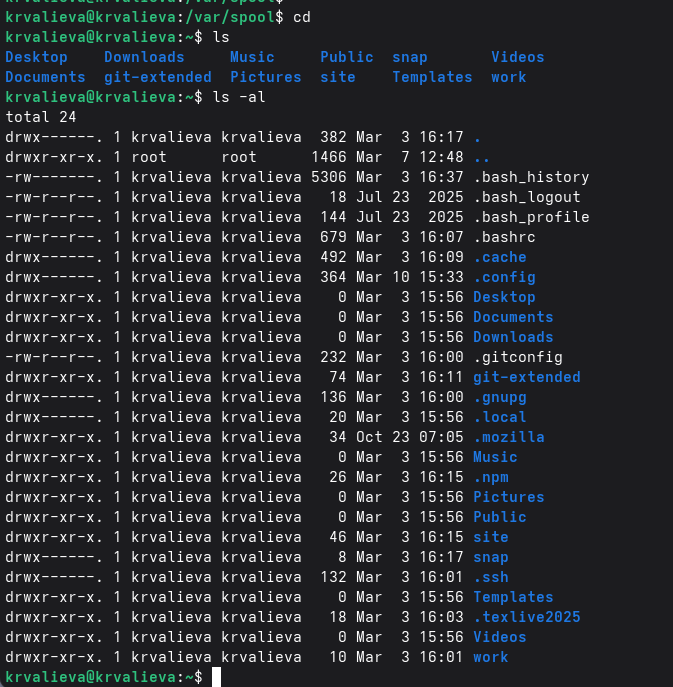 krvalieva@krvalieva:/var/spool$
krvalieva@krvalieva:/var/spool$ cd
krvalieva@krvalieva:~$ ls
Desktop    Downloads     Music     Public  snap       Videos
Documents  git-extended  Pictures  site    Templates  work
krvalieva@krvalieva:~$ ls -al
total 24
drwx------. 1 krvalieva krvalieva  382 Mar  3 16:17 .
drwxr-xr-x. 1 root      root      1466 Mar  7 12:48 ..
-rw-------. 1 krvalieva krvalieva 5306 Mar  3 16:37 .bash_history
-rw-r--r--. 1 krvalieva krvalieva   18 Jul 23  2025 .bash_logout
-rw-r--r--. 1 krvalieva krvalieva  144 Jul 23  2025 .bash_profile
-rw-r--r--. 1 krvalieva krvalieva  679 Mar  3 16:07 .bashrc
drwx------. 1 krvalieva krvalieva  492 Mar  3 16:09 .cache
drwx------. 1 krvalieva krvalieva  364 Mar 10 15:33 .config
drwxr-xr-x. 1 krvalieva krvalieva    0 Mar  3 15:56 Desktop
drwxr-xr-x. 1 krvalieva krvalieva    0 Mar  3 15:56 Documents
drwxr-xr-x. 1 krvalieva krvalieva    0 Mar  3 15:56 Downloads
-rw-r--r--. 1 krvalieva krvalieva  232 Mar  3 16:00 .gitconfig
drwxr-xr-x. 1 krvalieva krvalieva   74 Mar  3 16:11 git-extended
drwx------. 1 krvalieva krvalieva  136 Mar  3 16:00 .gnupg
drwx------. 1 krvalieva krvalieva   20 Mar  3 15:56 .local
drwxr-xr-x. 1 krvalieva krvalieva   34 Oct 23 07:05 .mozilla
drwxr-xr-x. 1 krvalieva krvalieva    0 Mar  3 15:56 Music
drwxr-xr-x. 1 krvalieva krvalieva   26 Mar  3 16:15 .npm
drwxr-xr-x. 1 krvalieva krvalieva    0 Mar  3 15:56 Pictures
drwxr-xr-x. 1 krvalieva krvalieva    0 Mar  3 15:56 Public
drwxr-xr-x. 1 krvalieva krvalieva   46 Mar  3 16:15 site
drwx------. 1 krvalieva krvalieva    8 Mar  3 16:17 snap
drwx------. 1 krvalieva krvalieva  132 Mar  3 16:01 .ssh
drwxr-xr-x. 1 krvalieva krvalieva    0 Mar  3 15:56 Templates
drwxr-xr-x. 1 krvalieva krvalieva   18 Mar  3 16:03 .texlive2025
drwxr-xr-x. 1 krvalieva krvalieva    0 Mar  3 15:56 Videos
drwxr-xr-x. 1 krvalieva krvalieva   10 Mar  3 16:01 work
krvalieva@krvalieva:~$